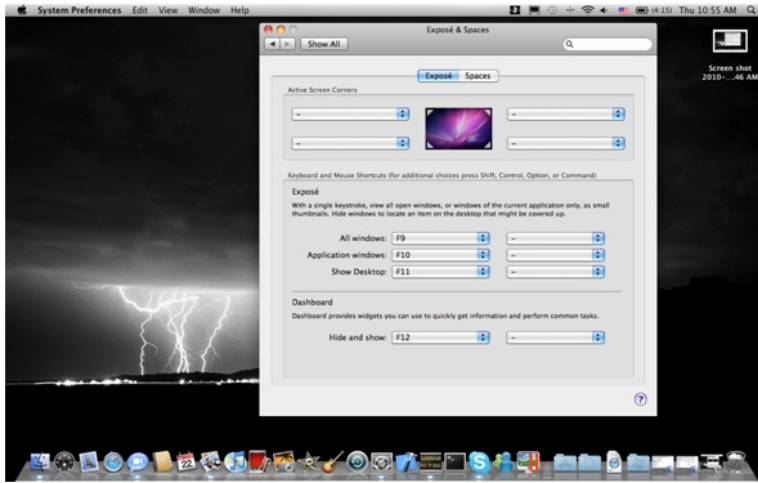 System Preferences Edit View Window Help
(4:15) Thu 10:55 AM
Exposé & Spaces
Show All
Screen shot
2010-...46 AM
Exposé Spaces
Active Screen Corners
– –
– –
Keyboard and Mouse Shortcuts (for additional choices press Shift, Control, Option, or Command)
Exposé
With a single keystroke, view all open windows, or windows of the current application only, as small
thumbnails. Hide windows to locate an item on the desktop that might be covered up.
All windows: F9 –
Application windows: F10 –
Show Desktop: F11 –
Dashboard
Dashboard provides widgets you can use to quickly get information and perform common tasks.
Hide and show: F12 –
?
22